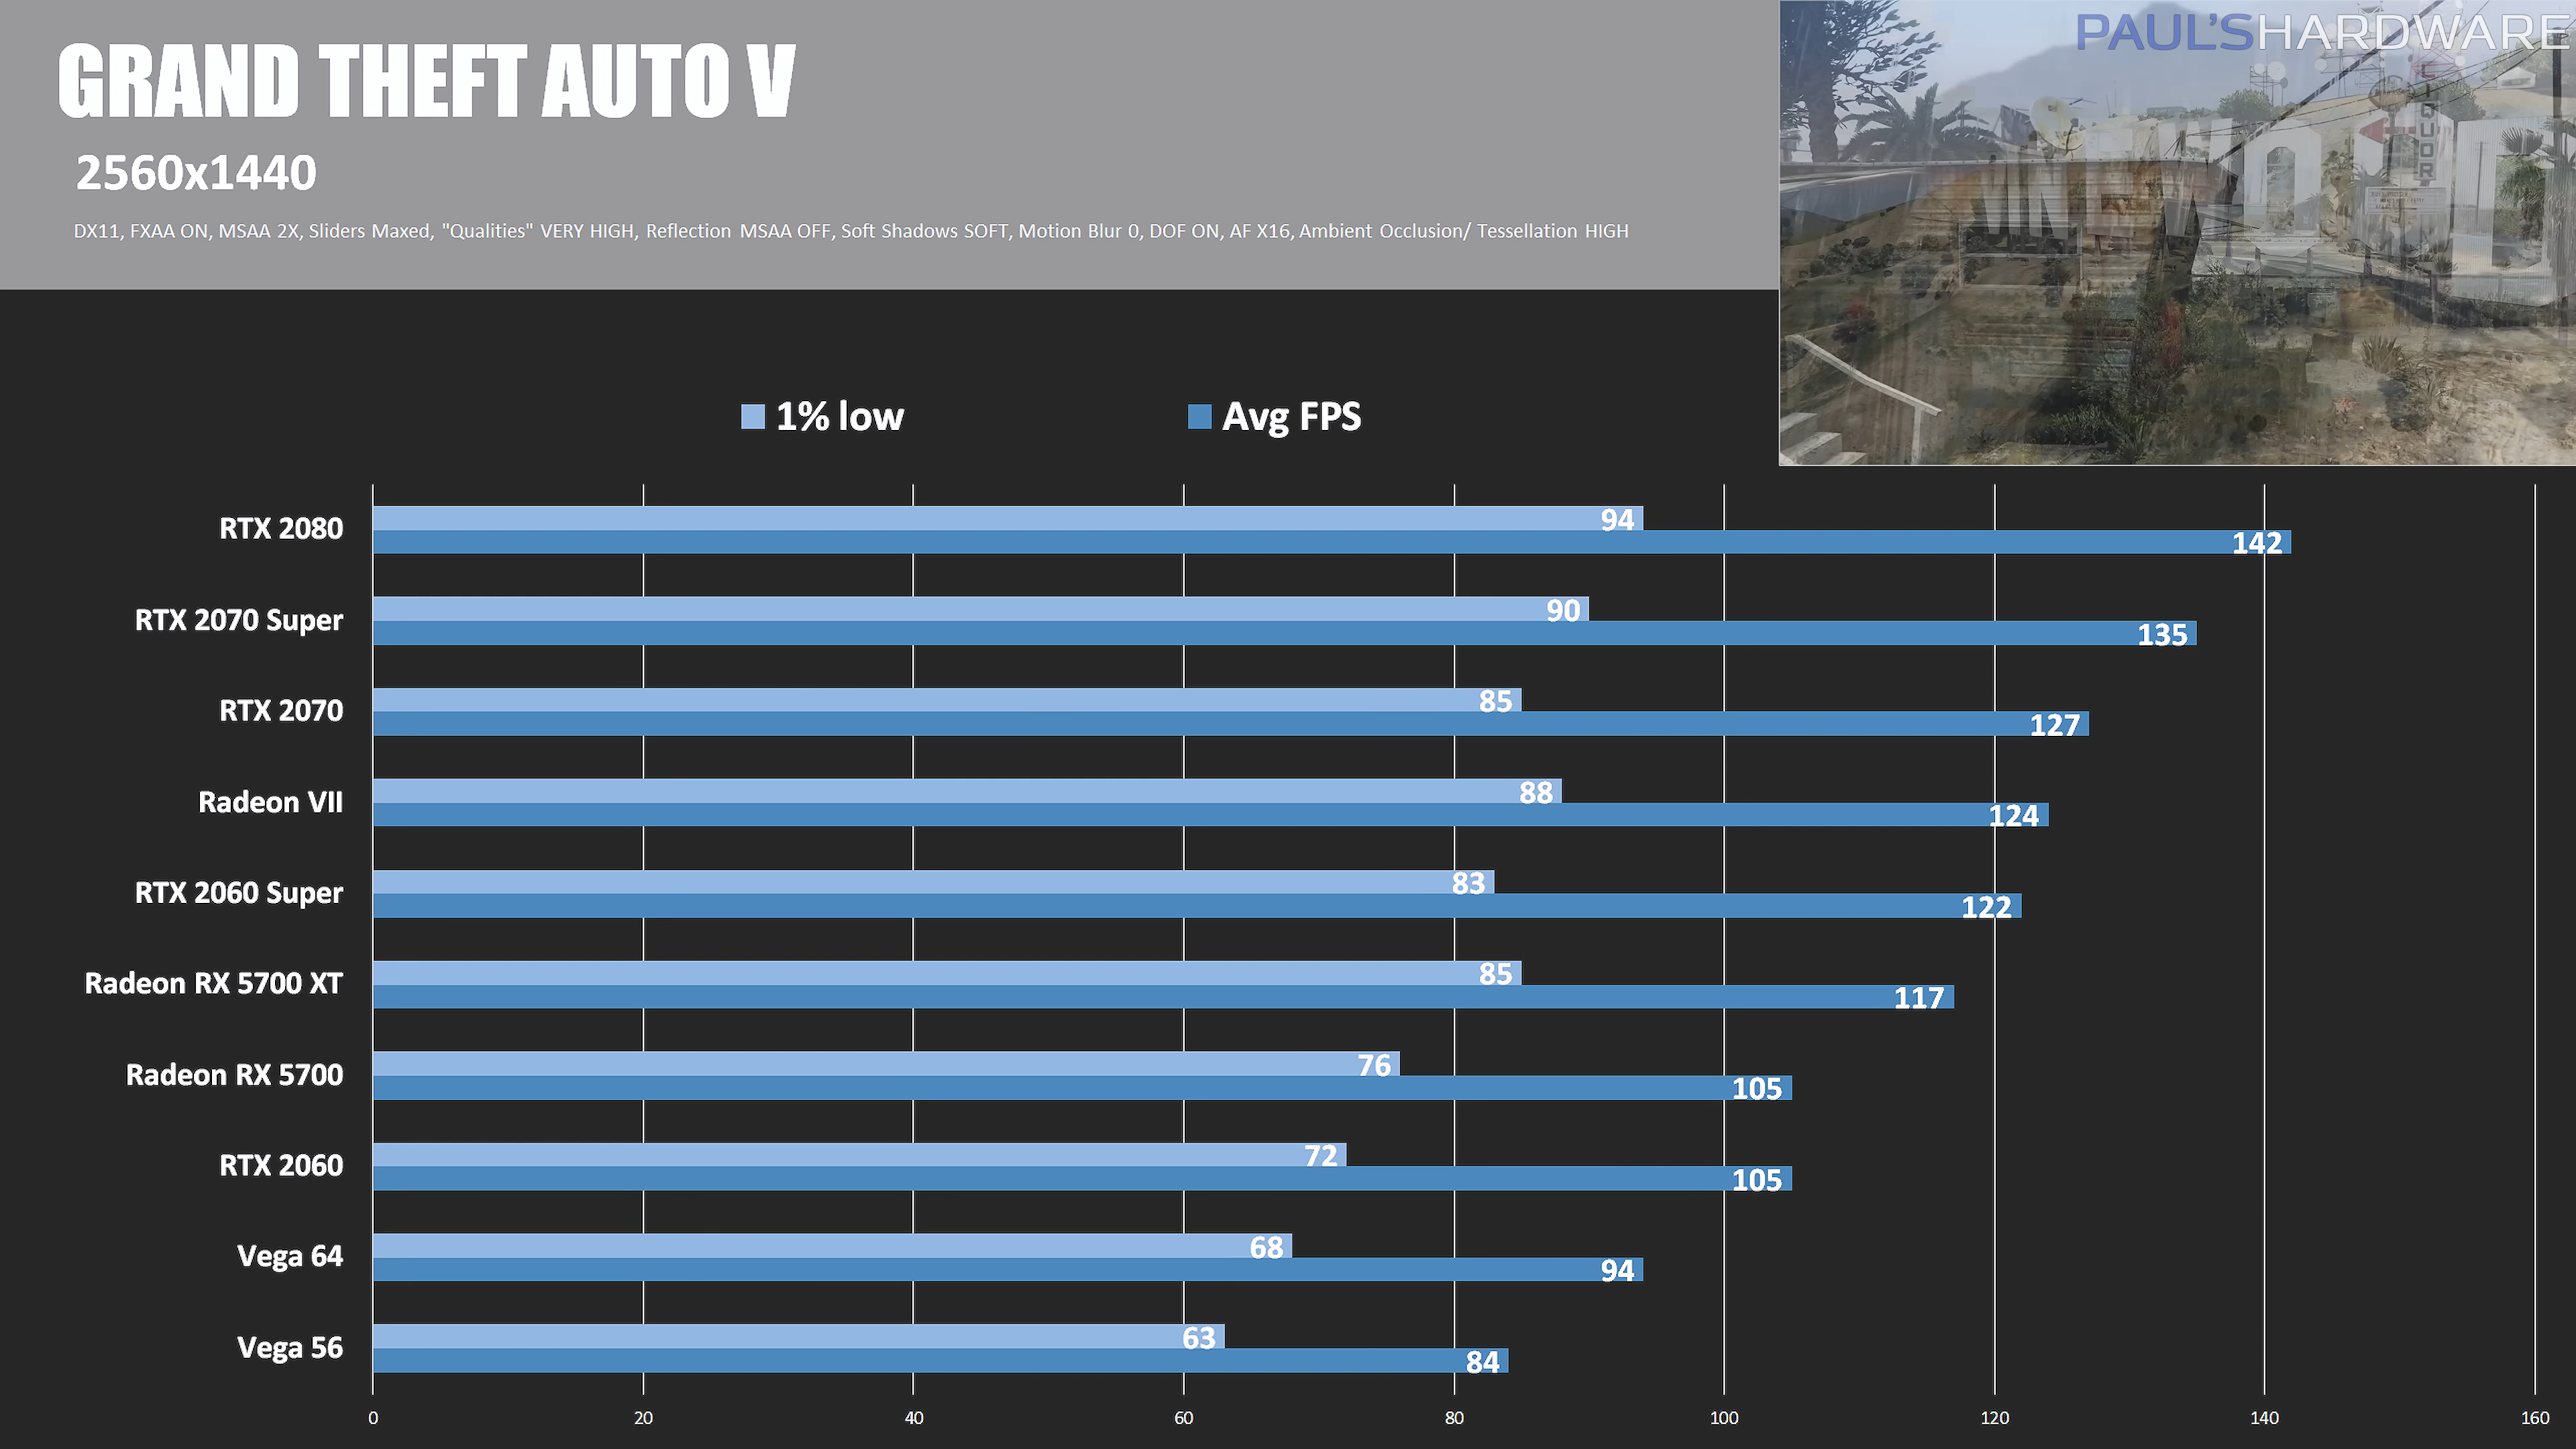 GRAND THEFT AUTO V
PAUL'SHARDWARE
2560x1440
DX11, FXAA ON, MSAA 2X, Sliders Maxed, "Qualities" VERY HIGH, Reflection MSAA OFF, Soft Shadows SOFT, Motion Blur 0, DOF ON, AF X16, Ambient Occlusion/ Tessellation HIGH
1% low
Avg FPS
RTX 2080
94
142
RTX 2070 Super
90
135
RTX 2070
85
127
Radeon VII
88
124
RTX 2060 Super
83
122
Radeon RX 5700 XT
85
117
Radeon RX 5700
76
105
RTX 2060
72
105
Vega 64
68
94
Vega 56
63
84
0 20 40 60 80 100 120 140 160